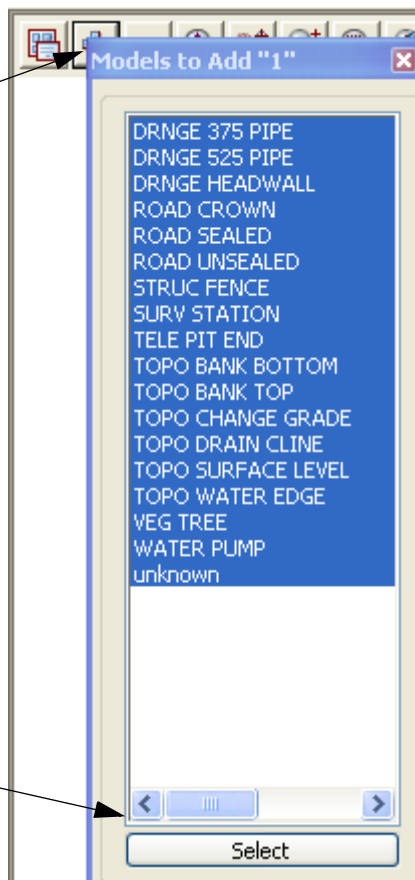 Models to Add "1"
DRNGE 375 PIPE
DRNGE 525 PIPE
DRNGE HEADWALL
ROAD CROWN
ROAD SEALED
ROAD UNSEALED
STRUC FENCE
SURV STATION
TELE PIT END
TOPO BANK BOTTOM
TOPO BANK TOP
TOPO CHANGE GRADE
TOPO DRAIN CLINE
TOPO SURFACE LEVEL
TOPO WATER EDGE
VEG TREE
WATER PUMP
unknown
Select